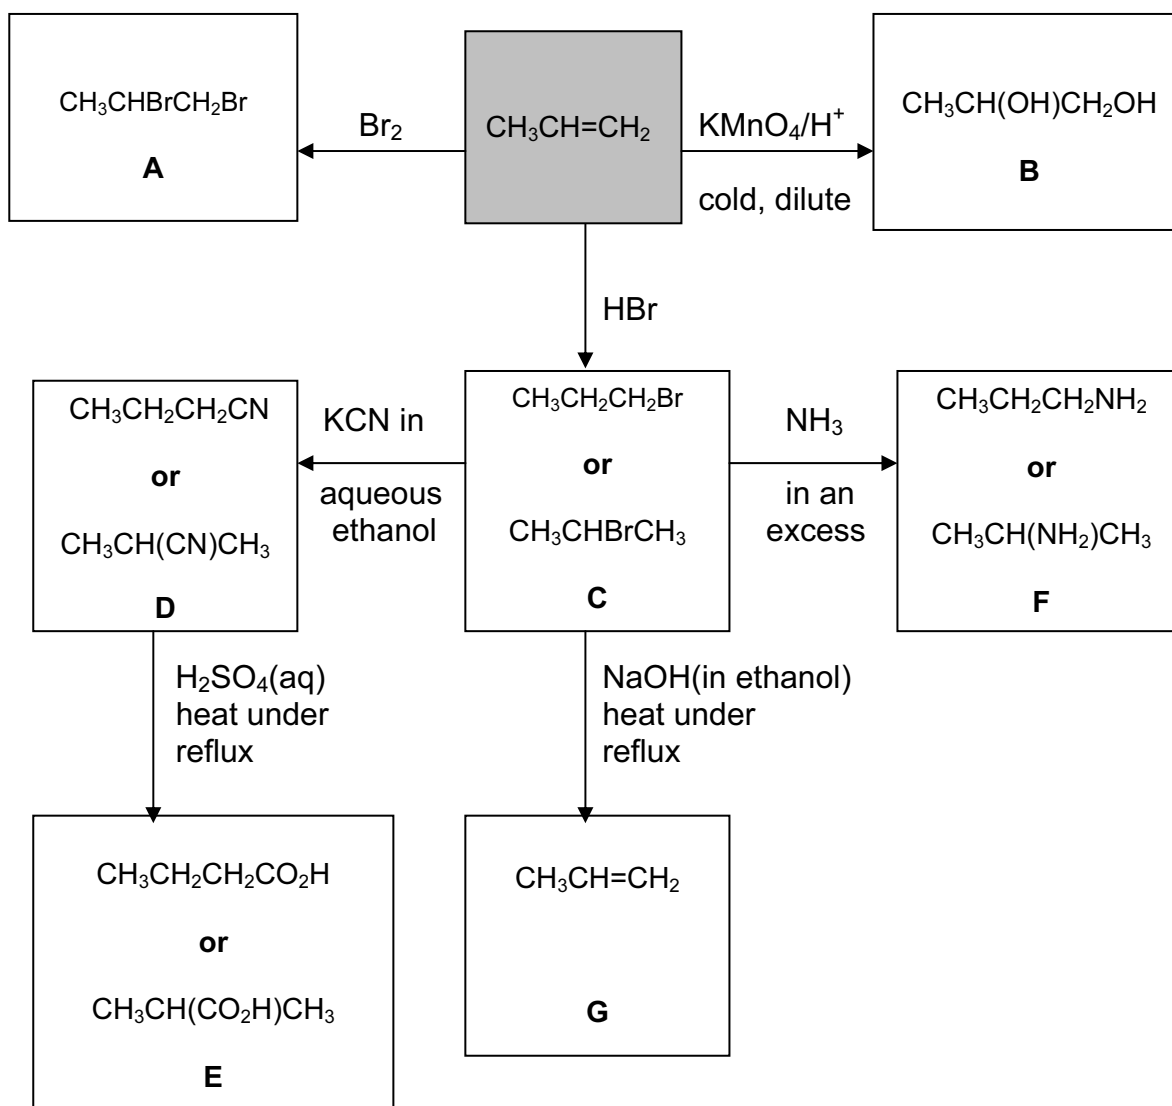 CH₃CHBrCH₂Br
A
Br₂
CH₃CH=CH₂
KMnO₄/H⁺
cold, dilute
CH₃CH(OH)CH₂OH
B
HBr
CH₃CH₂CH₂CN
or
CH₃CH(CN)CH₃
D
KCN in
aqueous
ethanol
CH₃CH₂CH₂Br
or
CH₃CHBrCH₃
C
NH₃
in an
excess
CH₃CH₂CH₂NH₂
or
CH₃CH(NH₂)CH₃
F
H₂SO₄(aq)
heat under
reflux
NaOH(in ethanol)
heat under
reflux
CH₃CH₂CH₂CO₂H
or
CH₃CH(CO₂H)CH₃
E
CH₃CH=CH₂
G